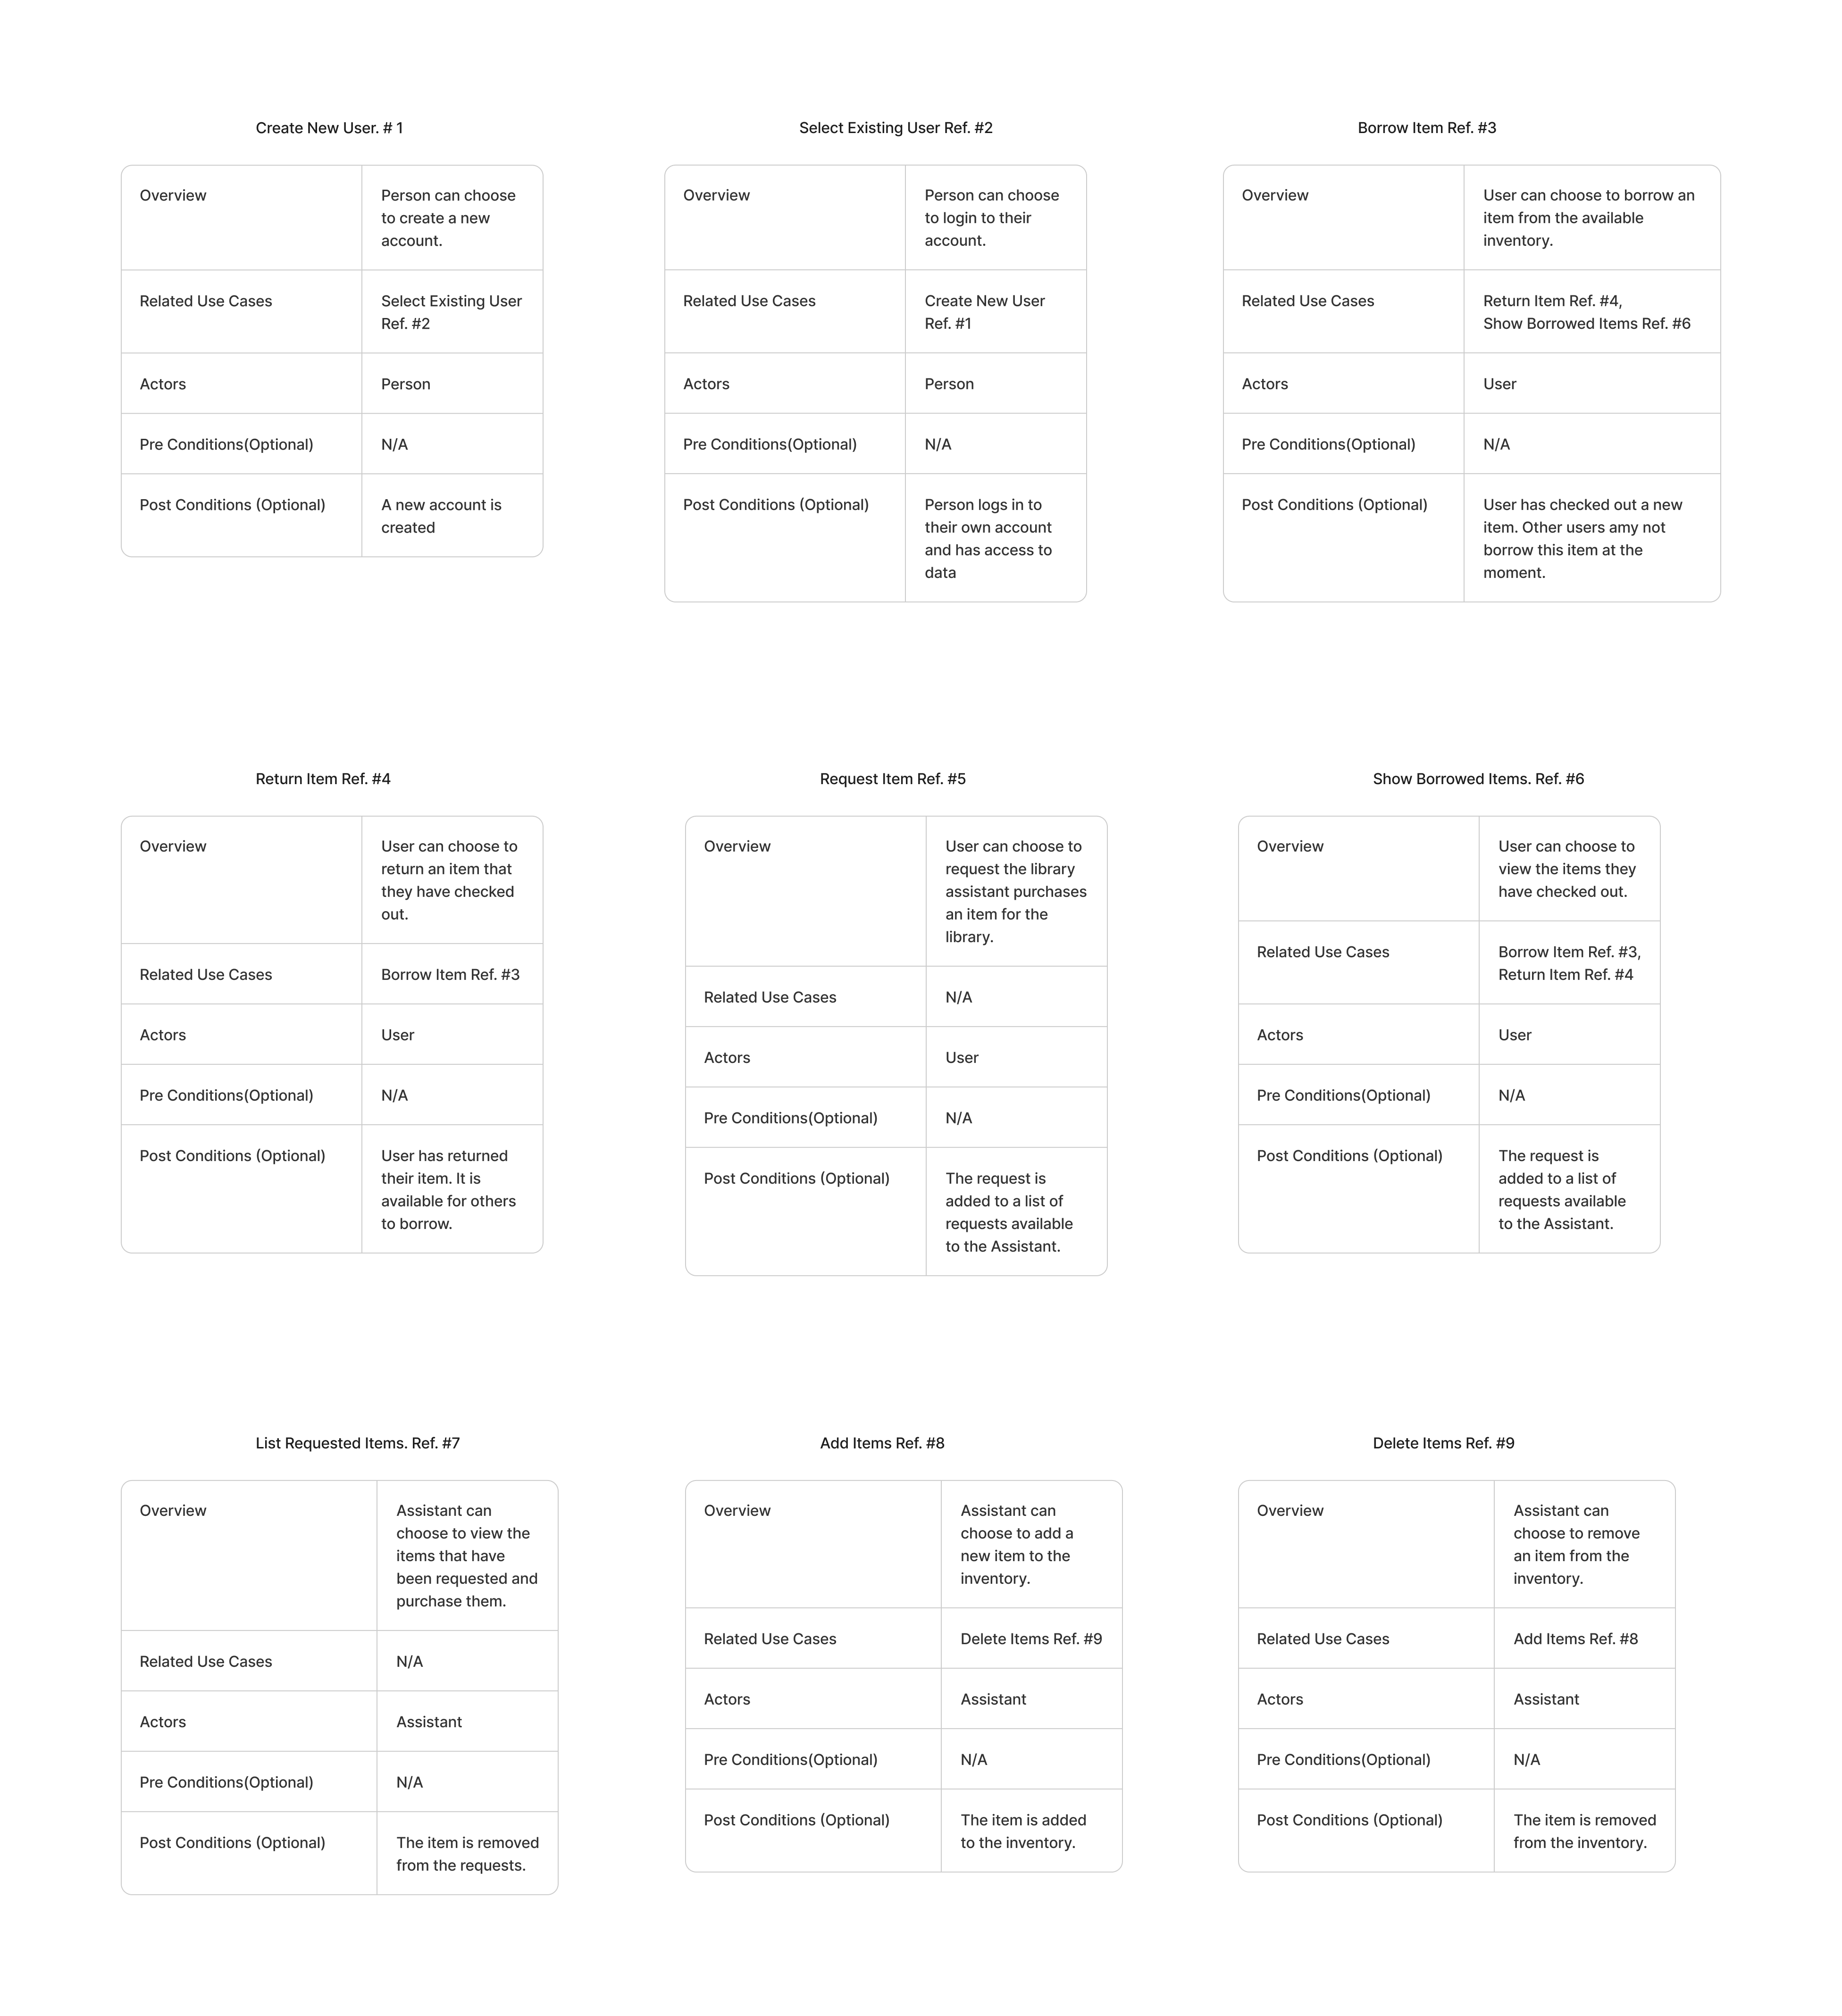 Create New User. # 1
Overview
Person can choose
to create a new
account.
Related Use Cases
Select Existing User
Ref. #2
Actors
Person
Pre Conditions(Optional)
N/A
Post Conditions (Optional)
A new account is
created
Select Existing User Ref. #2
Overview
Person can choose
to login to their
account.
Related Use Cases
Create New User
Ref. #1
Actors
Person
Pre Conditions(Optional)
N/A
Post Conditions (Optional)
Person logs in to
their own account
and has access to
data
Borrow Item Ref. #3
Overview
User can choose to borrow an
item from the available
inventory.
Related Use Cases
Return Item Ref. #4,
Show Borrowed Items Ref. #6
Actors
User
Pre Conditions(Optional)
N/A
Post Conditions (Optional)
User has checked out a new
item. Other users amy not
borrow this item at the
moment.
Return Item Ref. #4
Overview
User can choose to
return an item that
they have checked
out.
Related Use Cases
Borrow Item Ref. #3
Actors
User
Pre Conditions(Optional)
N/A
Post Conditions (Optional)
User has returned
their item. It is
available for others
to borrow.
Request Item Ref. #5
Overview
User can choose to
request the library
assistant purchases
an item for the
library.
Related Use Cases
N/A
Actors
User
Pre Conditions(Optional)
N/A
Post Conditions (Optional)
The request is
added to a list of
requests available
to the Assistant.
Show Borrowed Items. Ref. #6
Overview
User can choose to
view the items they
have checked out.
Related Use Cases
Borrow Item Ref. #3,
Return Item Ref. #4
Actors
User
Pre Conditions(Optional)
N/A
Post Conditions (Optional)
The request is
added to a list of
requests available
to the Assistant.
List Requested Items. Ref. #7
Overview
Assistant can
choose to view the
items that have
been requested and
purchase them.
Related Use Cases
N/A
Actors
Assistant
Pre Conditions(Optional)
N/A
Post Conditions (Optional)
The item is removed
from the requests.
Add Items Ref. #8
Overview
Assistant can
choose to add a
new item to the
inventory.
Related Use Cases
Delete Items Ref. #9
Actors
Assistant
Pre Conditions(Optional)
N/A
Post Conditions (Optional)
The item is added
to the inventory.
Delete Items Ref. #9
Overview
Assistant can
choose to remove
an item from the
inventory.
Related Use Cases
Add Items Ref. #8
Actors
Assistant
Pre Conditions(Optional)
N/A
Post Conditions (Optional)
The item is removed
from the inventory.